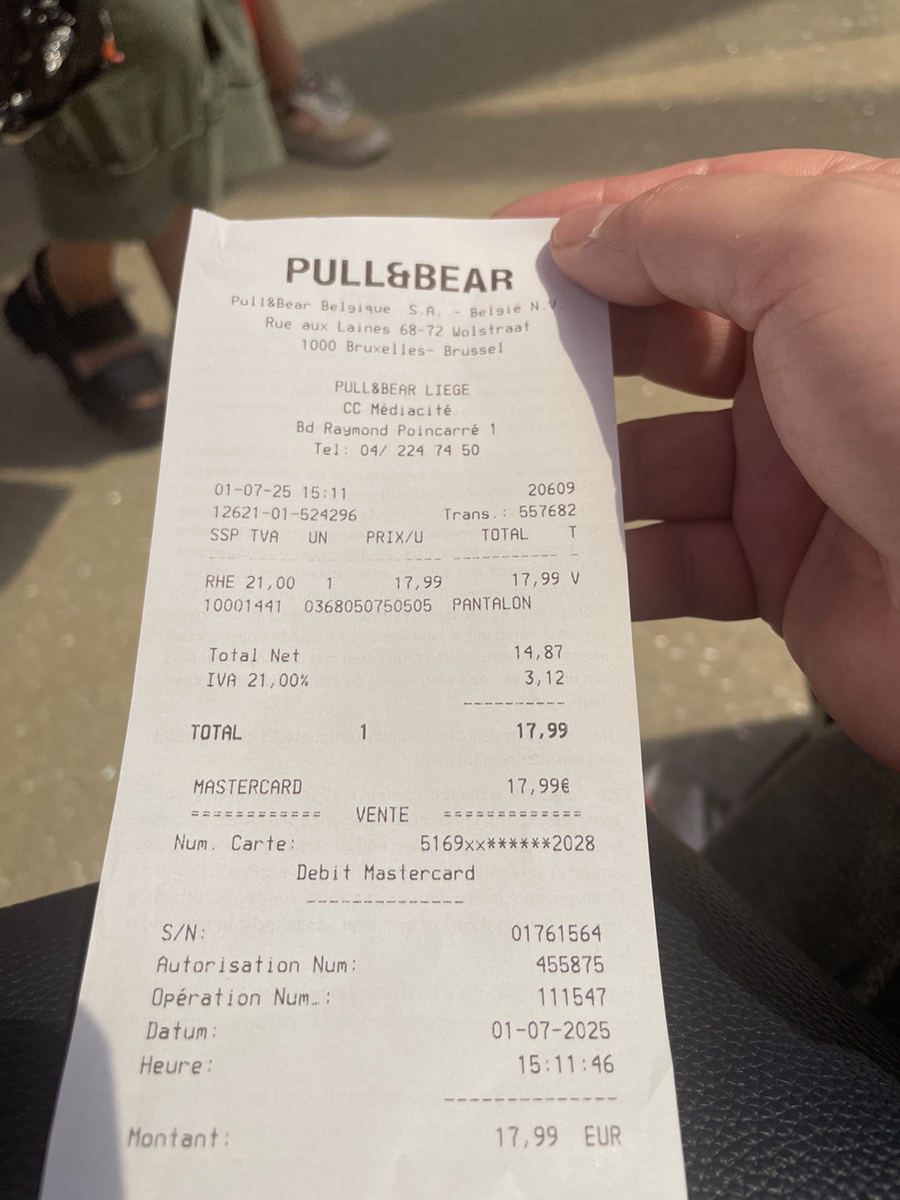 PULL&BEAR
Pull&Bear Belgique S.A. - België N.V.
Rue aux Laines 68-72 Wolstraat
1000 Bruxelles- Brussel
PULL&BEAR LIEGE
CC Médiacité
Bd Raymond Poincarré 1
Tel: 04/ 224 74 50
01-07-25 15:11 20609
12621-01-524296 Trans.: 557682
SSP TVA UN PRIX/U TOTAL T
RHE 21,00 1 17,99 17,99 V
10001441 0368050750505 PANTALON
Total Net 14,87
IVA 21,00% 3,12
TOTAL 1 17,99
MASTERCARD 17,99€
============ VENTE =============
Num. Carte: 5169xx******2028
Debit Mastercard
S/N: 01761564
Autorisation Num: 455875
Opération Num.: 111547
Datum: 01-07-2025
Heure: 15:11:46
Montant: 17,99 EUR